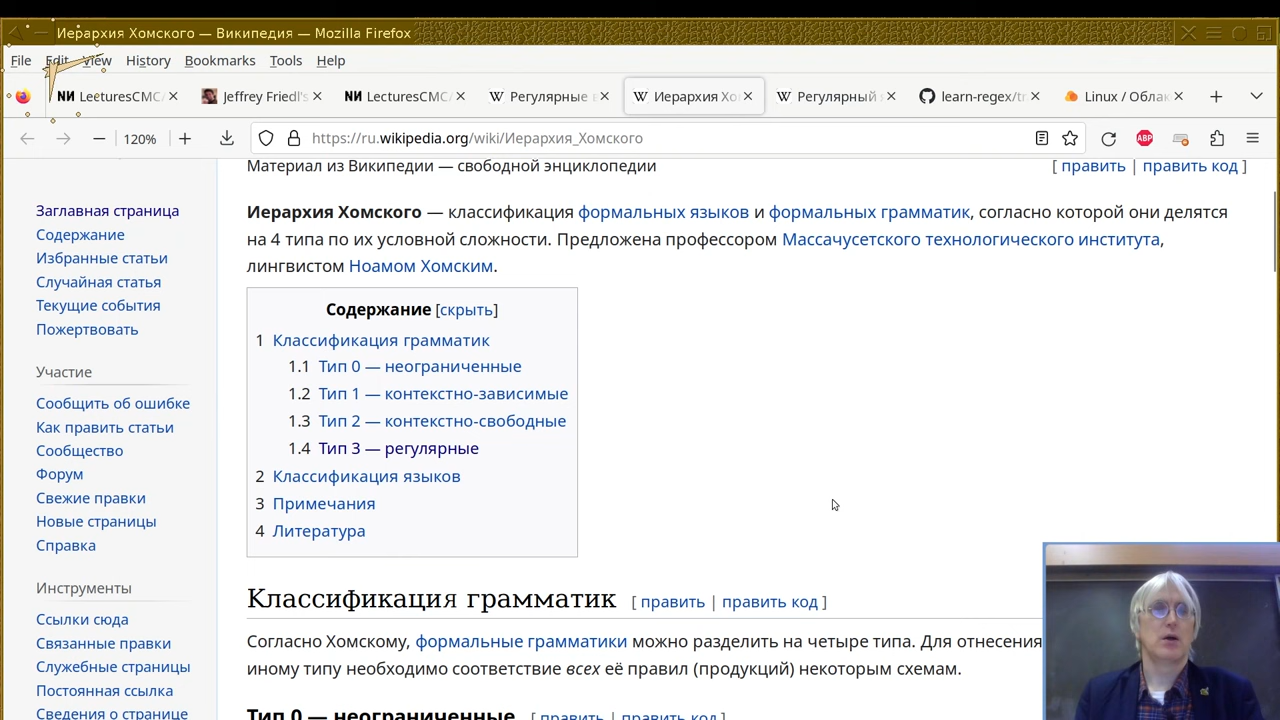 Иерархия Хомского — Википедия — Mozilla Firefox
File Edit View History Bookmarks Tools Help
LecturesCMC/ Jeffrey Friedl's LecturesCMC/ Регулярные в Иерархия Хо Регулярный learn-regex/tr Linux / Облак
120% https://ru.wikipedia.org/wiki/Иерархия_Хомского ABP
Материал из Википедии — свободной энциклопедии [ править | править код ]
Заглавная страница
Содержание
Избранные статьи
Случайная статья
Текущие события
Пожертвовать
Участие
Сообщить об ошибке
Как править статьи
Сообщество
Форум
Свежие правки
Новые страницы
Справка
Инструменты
Ссылки сюда
Связанные правки
Служебные страницы
Постоянная ссылка
Сведения о странице
Иерархия Хомского — классификация формальных языков и формальных грамматик, согласно которой они делятся
на 4 типа по их условной сложности. Предложена профессором Массачусетского технологического института,
лингвистом Ноамом Хомским.
Содержание [скрыть]
1 Классификация грамматик
1.1 Тип 0 — неограниченные
1.2 Тип 1 — контекстно-зависимые
1.3 Тип 2 — контекстно-свободные
1.4 Тип 3 — регулярные
2 Классификация языков
3 Примечания
4 Литература
Классификация грамматик [ править | править код ]
Согласно Хомскому, формальные грамматики можно разделить на четыре типа. Для отнесения
иному типу необходимо соответствие всех её правил (продукций) некоторым схемам.
Тип 0 — неограниченные [ править | править код ]